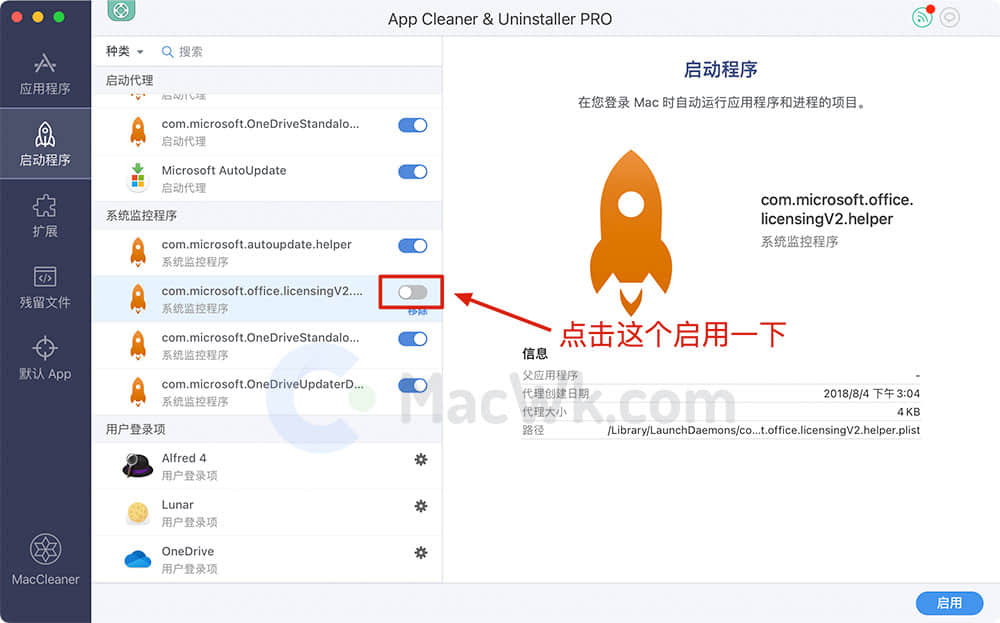 App Cleaner & Uninstaller PRO
应用程序
启动程序
扩展
残留文件
默认 App
MacCleaner
种类
搜索
启动代理
启动代理
com.microsoft.OneDriveStandalo...
启动代理
Microsoft AutoUpdate
启动代理
系统监控程序
com.microsoft.autoupdate.helper
系统监控程序
com.microsoft.office.licensingV2....
系统监控程序
移除
com.microsoft.OneDriveStandalo...
系统监控程序
com.microsoft.OneDriveUpdaterD...
系统监控程序
用户登录项
Alfred 4
用户登录项
Lunar
用户登录项
OneDrive
用户登录项
启动程序
在您登录 Mac 时自动运行应用程序和进程的项目。
com.microsoft.office.
licensingV2.helper
系统监控程序
点击这个启用一下
信息
父应用程序 -
代理创建日期 2018/8/4 下午3:04
代理大小 4 KB
路径 /Library/LaunchDaemons/co...t.office.licensingV2.helper.plist
MacWk.com
启用